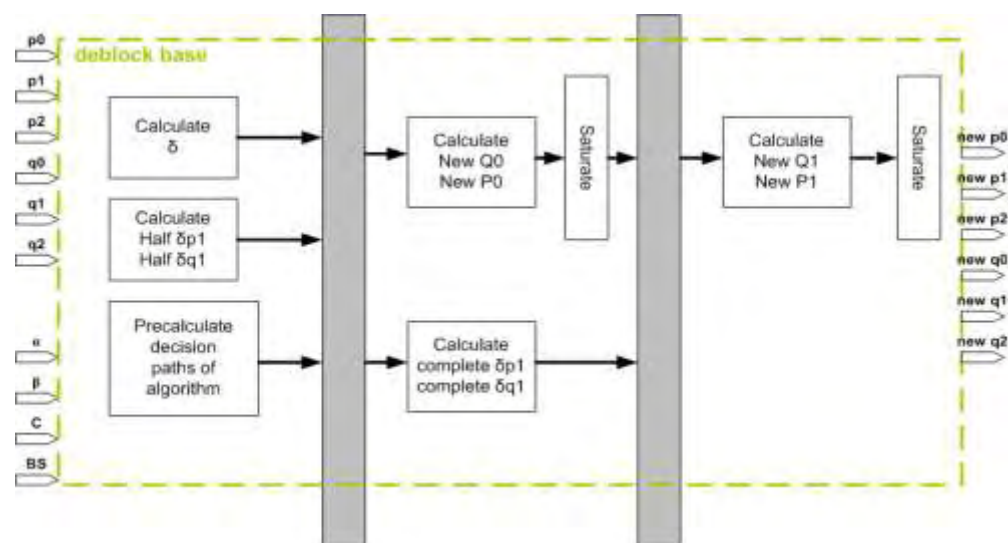 deblock base
p0
p1
p2
q0
q1
q2
α
β
C
BS
Calculate
δ
Calculate
Half δp1
Half δq1
Precalculate
decision
paths of
algorithm
Calculate
New Q0
New P0
Saturate
Calculate
complete δp1
complete δq1
Calculate
New Q1
New P1
Saturate
new p0
new p1
new p2
new q0
new q1
new q2